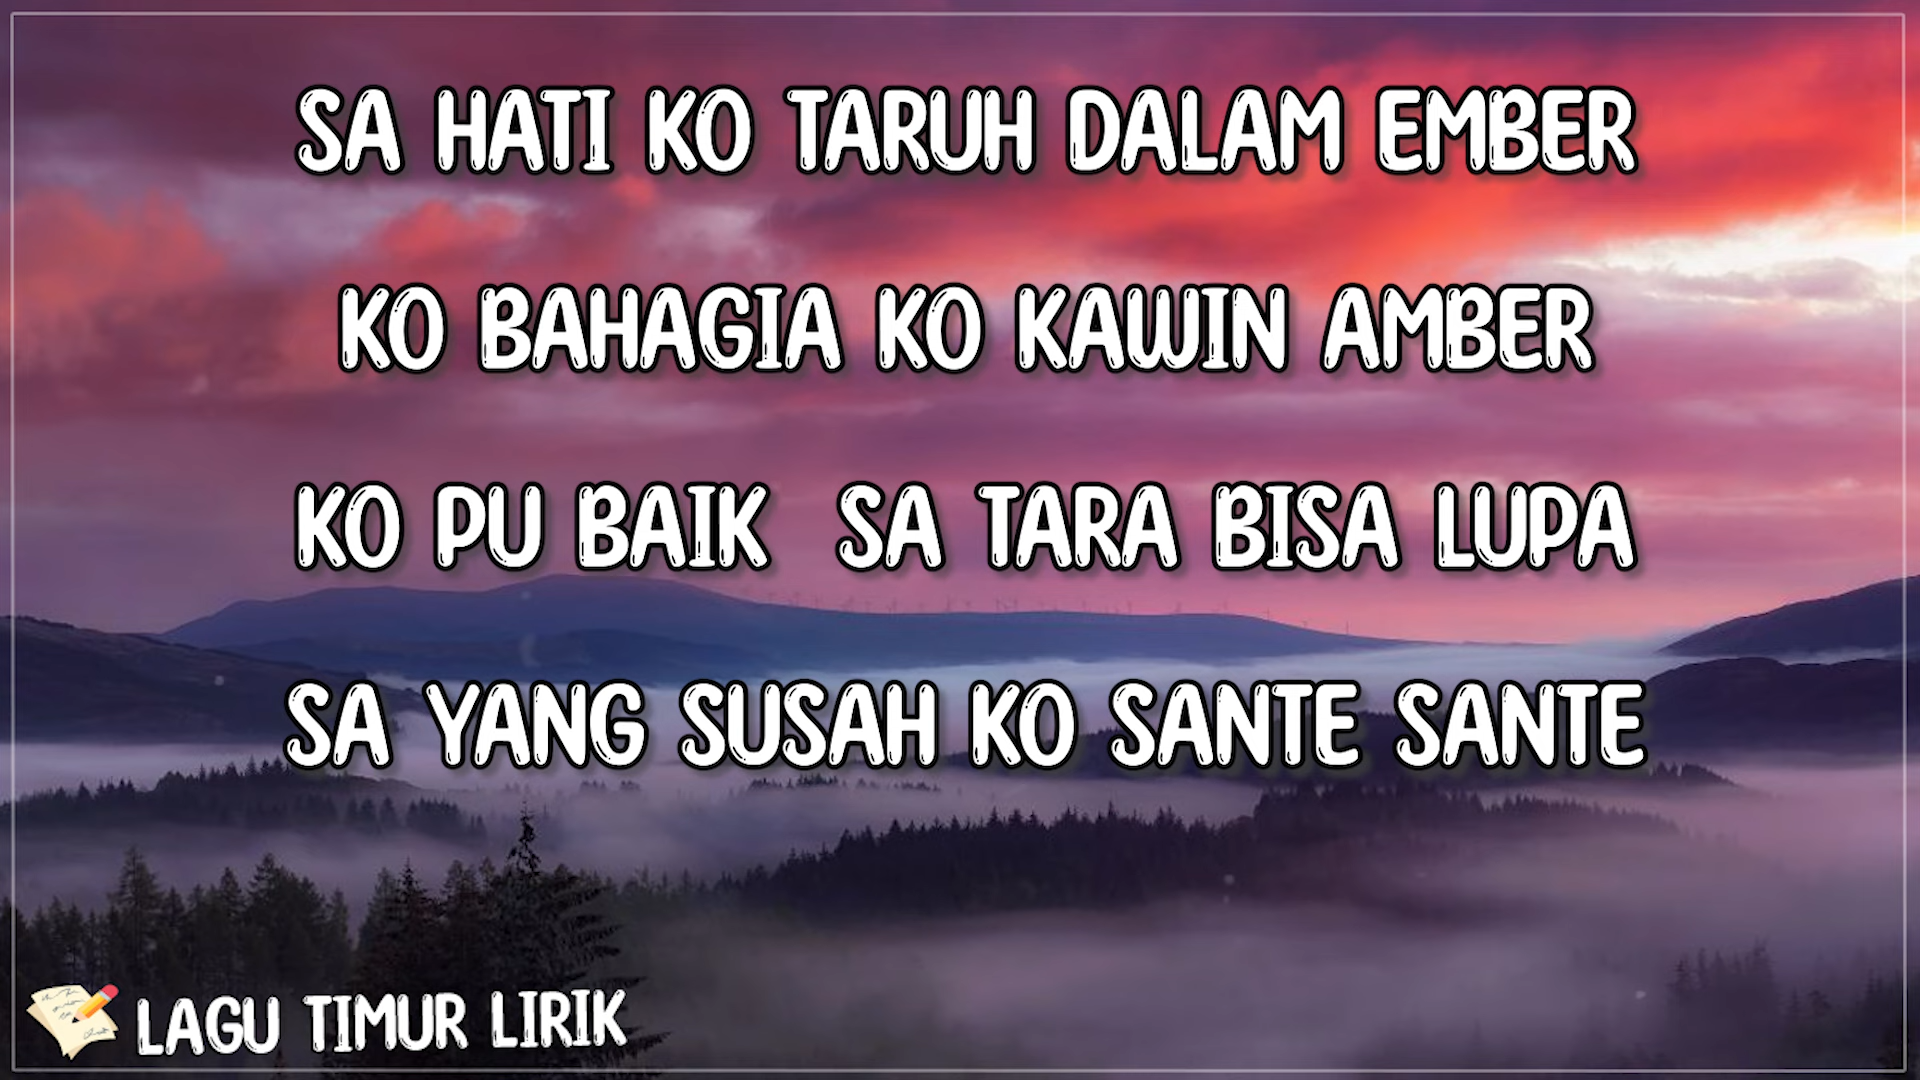 SA HATI KO TARUH DALAM EMBER
KO BAHAGIA KO KAWIN AMBER
KO PU BAIK  SA TARA BISA LUPA
SA YANG SUSAH KO SANTE SANTE
LAGU TIMUR LIRIK